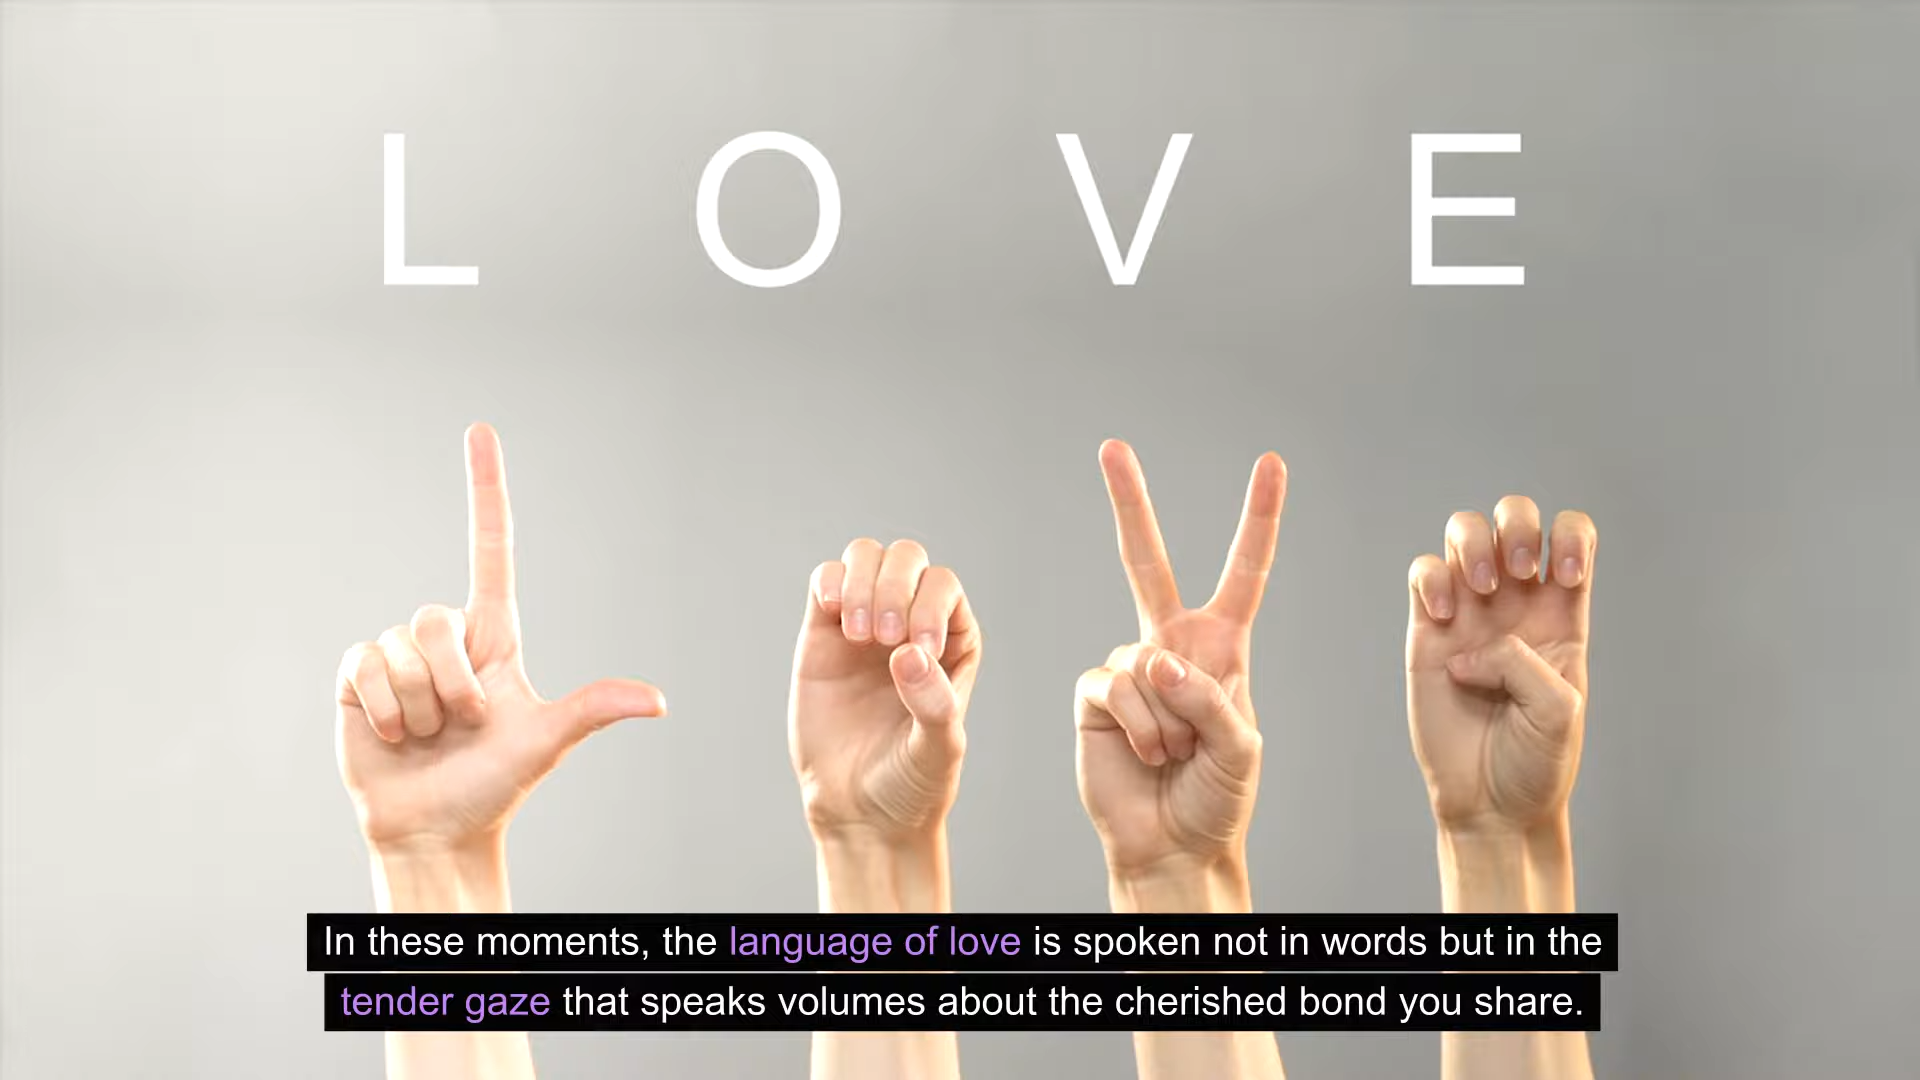 L O V E
In these moments, the language of love is spoken not in words but in the
tender gaze that speaks volumes about the cherished bond you share.